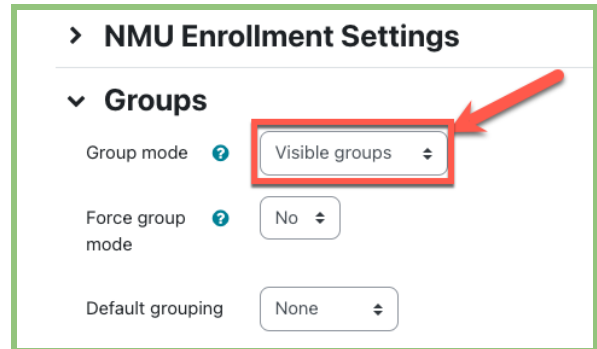 NMU Enrollment Settings
Groups
Group mode ? Visible groups
Force group mode ? No
Default grouping None